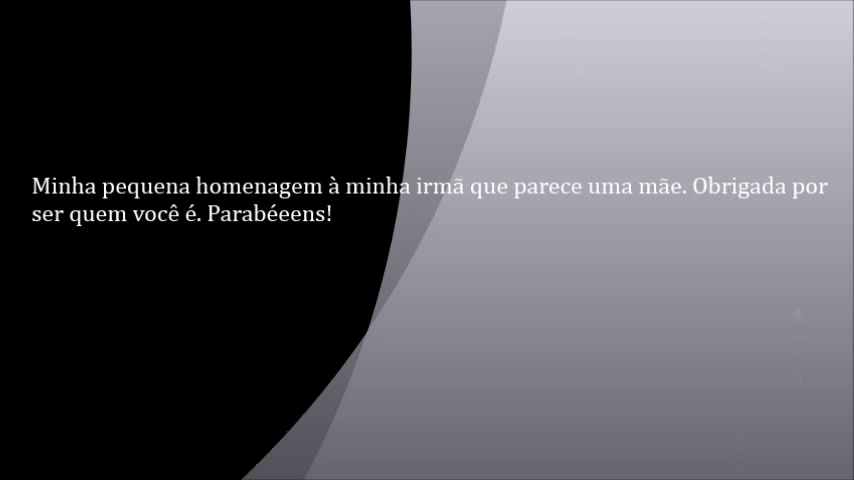 Minha pequena homenagem à minha irmã que parece uma mãe. Obrigada por
ser quem você é. Parabéeens!